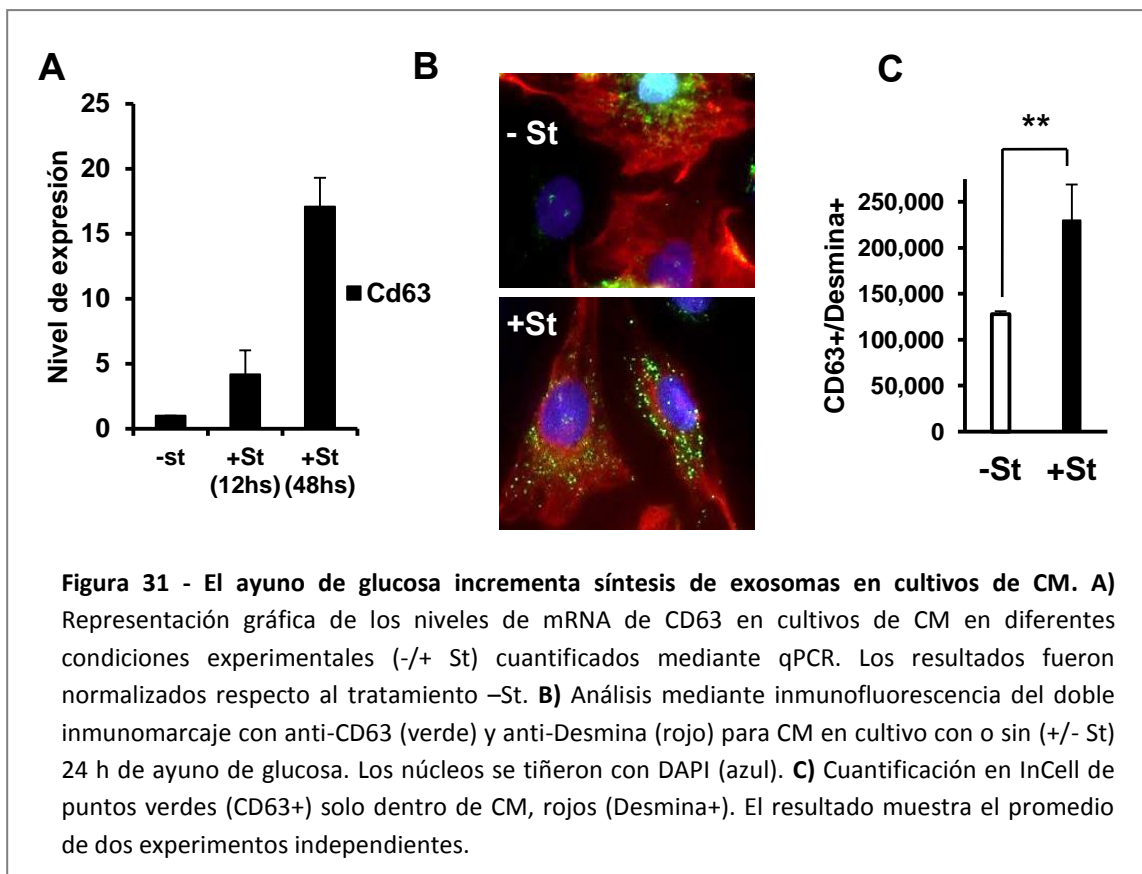 A
B
C
25
20
15
10
5
0
Nivel de expresión
-st
+St
(12hs)
+St
(48hs)
Cd63
- St
+St
**
250,000
200,000
150,000
100,000
50,000
0
CD63+/Desmina+
-St
+St
Figura 31 - El ayuno de glucosa incrementa síntesis de exosomas en cultivos de CM. A)
Representación gráfica de los niveles de mRNA de CD63 en cultivos de CM en diferentes
condiciones experimentales (-/+ St) cuantificados mediante qPCR. Los resultados fueron
normalizados respecto al tratamiento –St. B) Análisis mediante inmunofluorescencia del doble
inmunomarcaje con anti-CD63 (verde) y anti-Desmina (rojo) para CM en cultivo con o sin (+/- St)
24 h de ayuno de glucosa. Los núcleos se tiñeron con DAPI (azul). C) Cuantificación en InCell de
puntos verdes (CD63+) solo dentro de CM, rojos (Desmina+). El resultado muestra el promedio
de dos experimentos independientes.